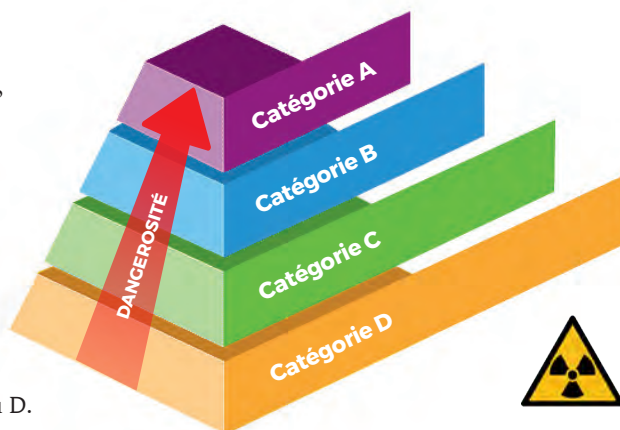 ,
Catégorie A
Catégorie B
Catégorie C
Catégorie D
DANGEROSITÉ
D.